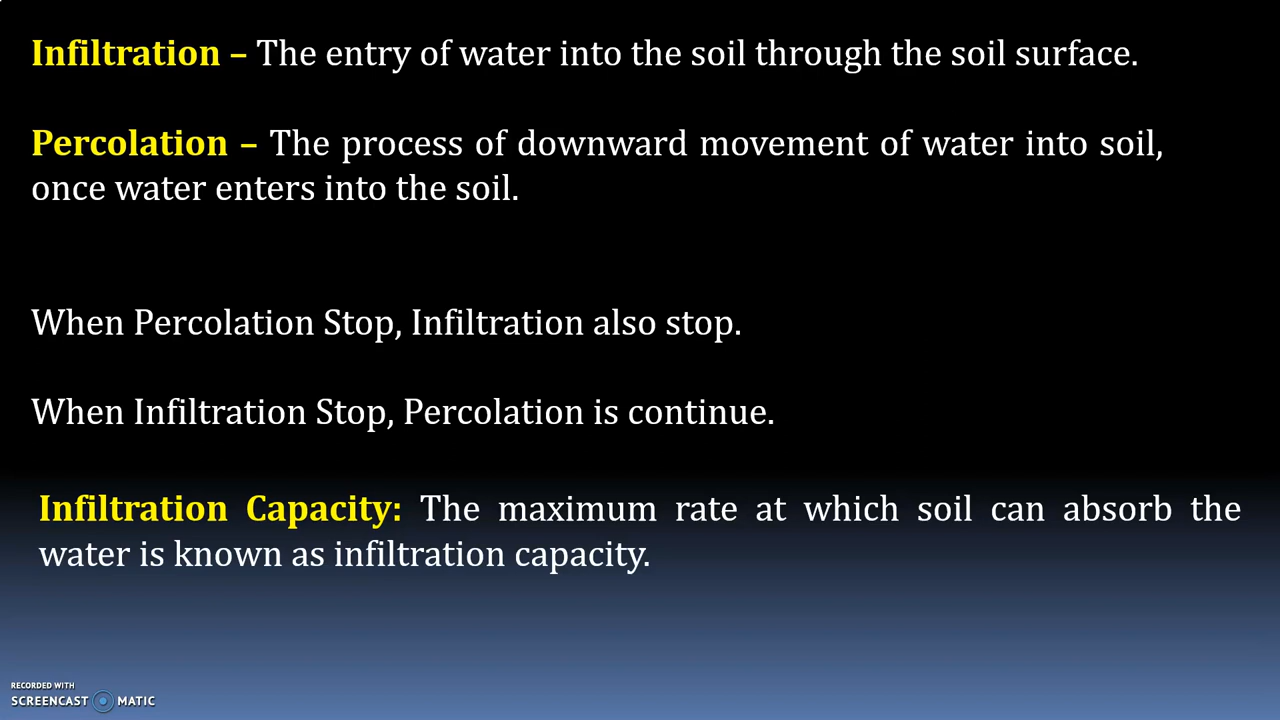 Infiltration – The entry of water into the soil through the soil surface.
Percolation – The process of downward movement of water into soil,
once water enters into the soil.
When Percolation Stop, Infiltration also stop.
When Infiltration Stop, Percolation is continue.
Infiltration Capacity: The maximum rate at which soil can absorb the
water is known as infiltration capacity.
RECORDED WITH
SCREENCAST MATIC